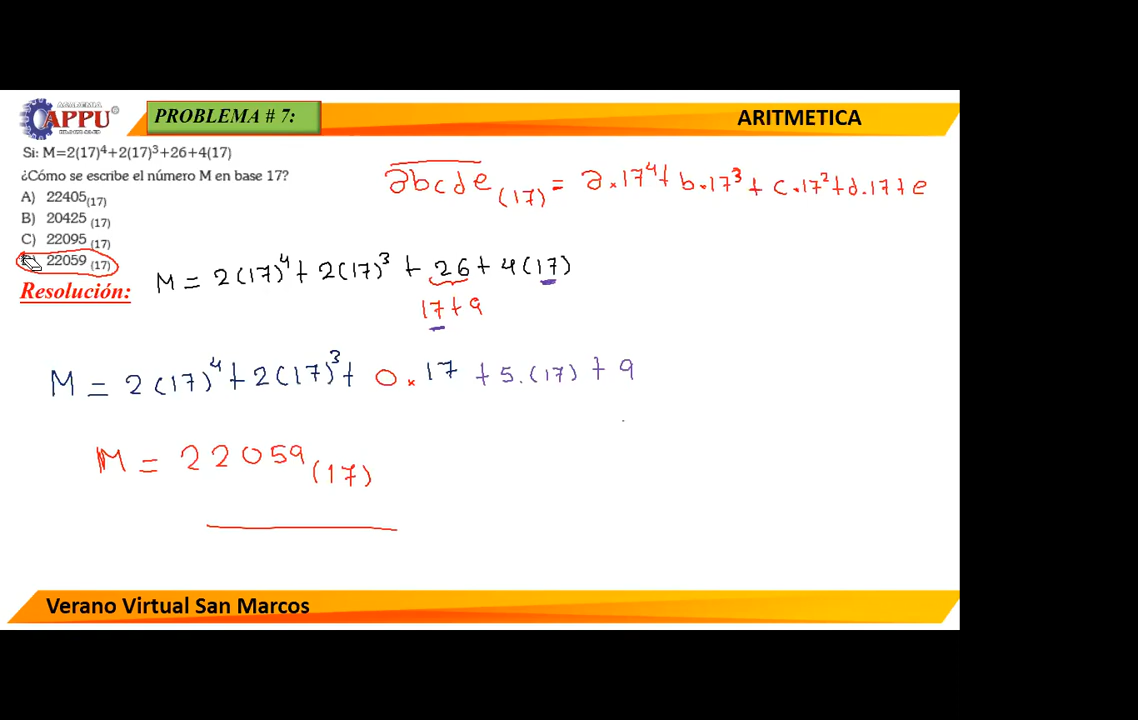 ACADEMIA
APPU®
PROBLEMA # 7:
ARITMETICA
Si: M=2(17)⁴+2(17)³+26+4(17)
¿Cómo se escribe el número M en base 17?
A) 22405(17)
B) 20425 (17)
C) 22095 (17)
22059 (17)
Resolución:
abcde(17) = a×17⁴+ b.17³+ c.17²+d.17+e
M = 2(17)⁴+ 2(17)³ + 26 + 4(17)
17+9
M = 2(17)⁴+2(17)³+ 0×17 + 5.(17) + 9
M = 22059(17)
Verano Virtual San Marcos